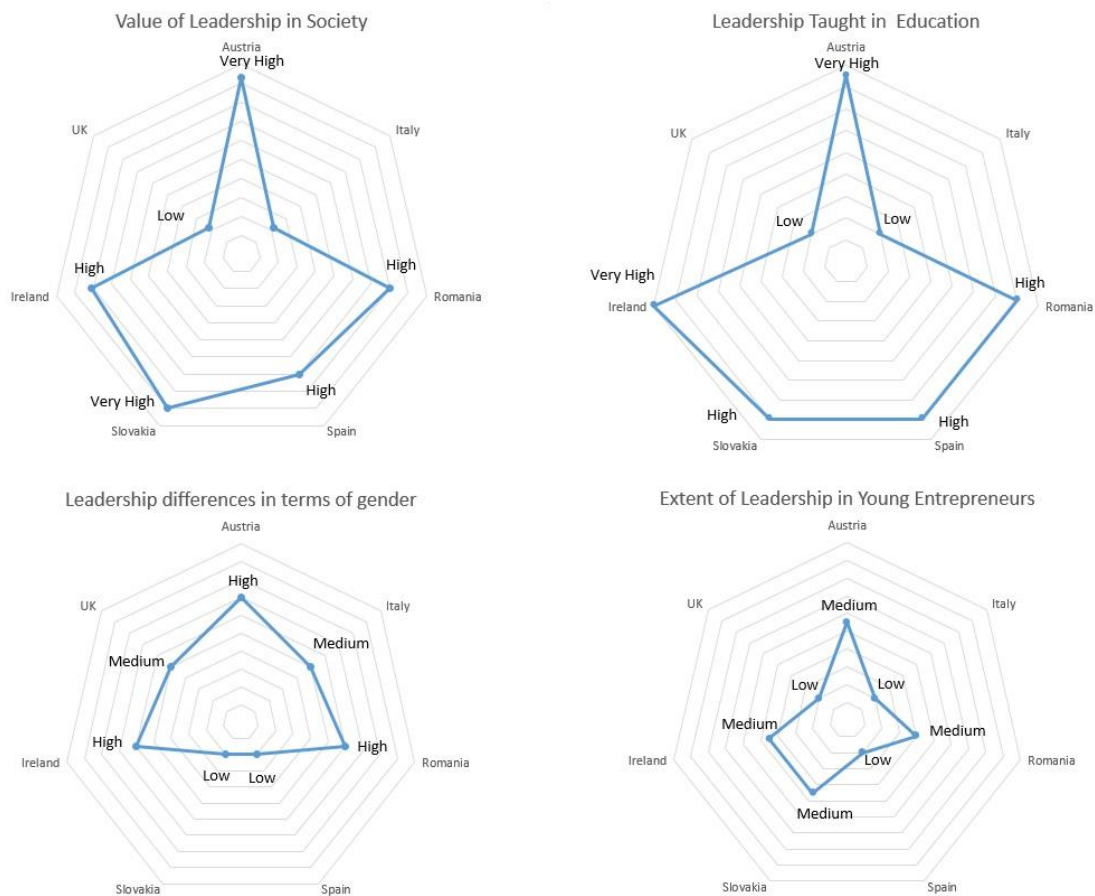 Value of Leadership in Society
Austria
Very High
UK
Italy
Low
High
High
Ireland
Romania
Very High
High
Slovakia
Spain
Leadership Taught in Education
Austria
Very High
UK
Italy
Low
Low
Very High
High
Ireland
Romania
High
High
Slovakia
Spain
Leadership differences in terms of gender
Austria
High
UK
Italy
Medium
Medium
High
High
Ireland
Romania
Low
Low
Slovakia
Spain
Extent of Leadership in Young Entrepreneurs
Austria
Medium
UK
Italy
Low
Low
Medium
Medium
Ireland
Romania
Low
Medium
Slovakia
Spain